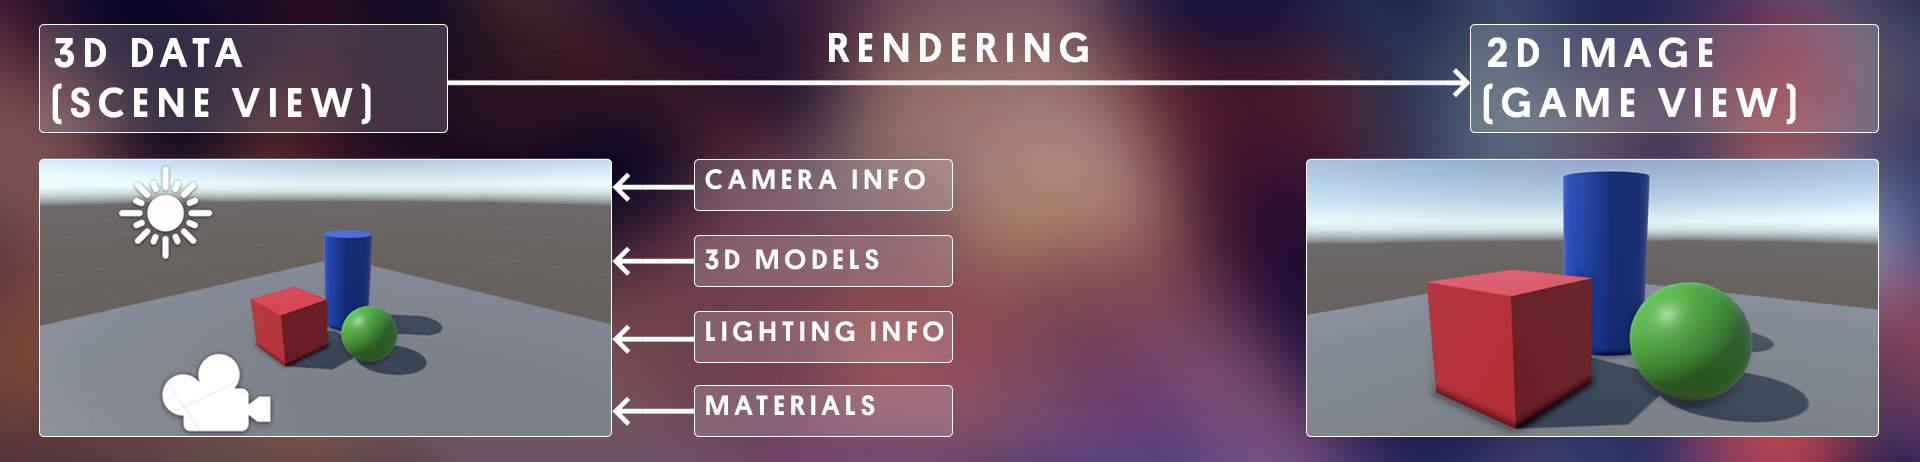 3D DATA
(SCENE VIEW)
RENDERING
2D IMAGE
(GAME VIEW)
CAMERA INFO
3D MODELS
LIGHTING INFO
MATERIALS